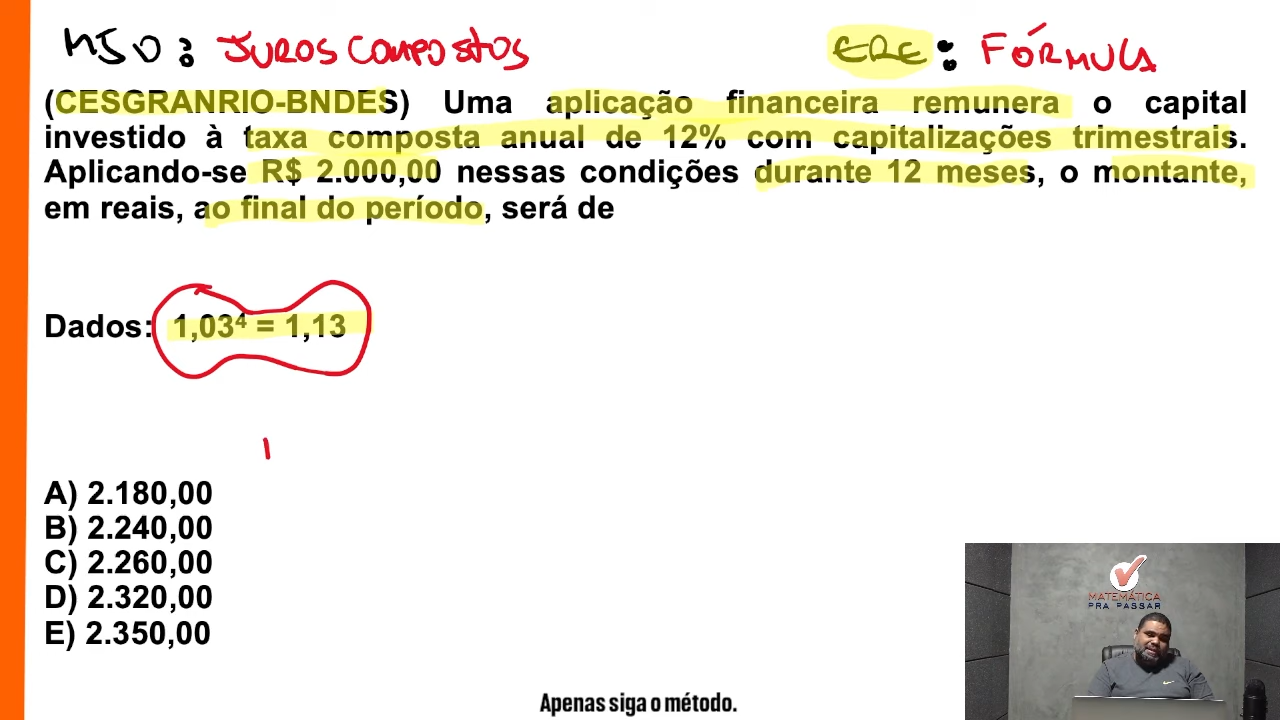 MJO: JUROS COMPOSTOS
ERE: FÓRMULA
(CESGRANRIO-BNDES) Uma aplicação financeira remunera o capital
investido à taxa composta anual de 12% com capitalizações trimestrais.
Aplicando-se R$ 2.000,00 nessas condições durante 12 meses, o montante,
em reais, ao final do período, será de
Dados: 1,03⁴ = 1,13
A) 2.180,00
B) 2.240,00
C) 2.260,00
D) 2.320,00
E) 2.350,00
MATEMÁTICA
PRA PASSAR
Apenas siga o método.